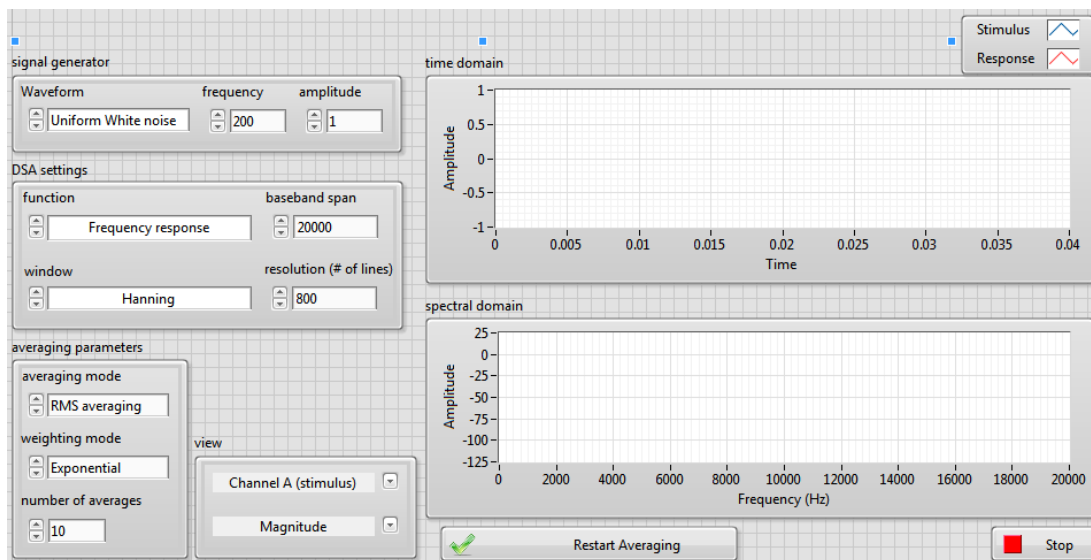 Stimulus
Response
signal generator
Waveform frequency amplitude
Uniform White noise 200 1
DSA settings
function baseband span
Frequency response 20000
window resolution (# of lines)
Hanning 800
averaging parameters
averaging mode
RMS averaging
weighting mode
Exponential
number of averages
10
view
Channel A (stimulus)
Magnitude
time domain
Amplitude
1
0.5
0
-0.5
-1
0 0.005 0.01 0.015 0.02 0.025 0.03 0.035 0.04
Time
spectral domain
Amplitude
25
0
-25
-50
-75
-100
-125
0 2000 4000 6000 8000 10000 12000 14000 16000 18000 20000
Frequency (Hz)
Restart Averaging
Stop